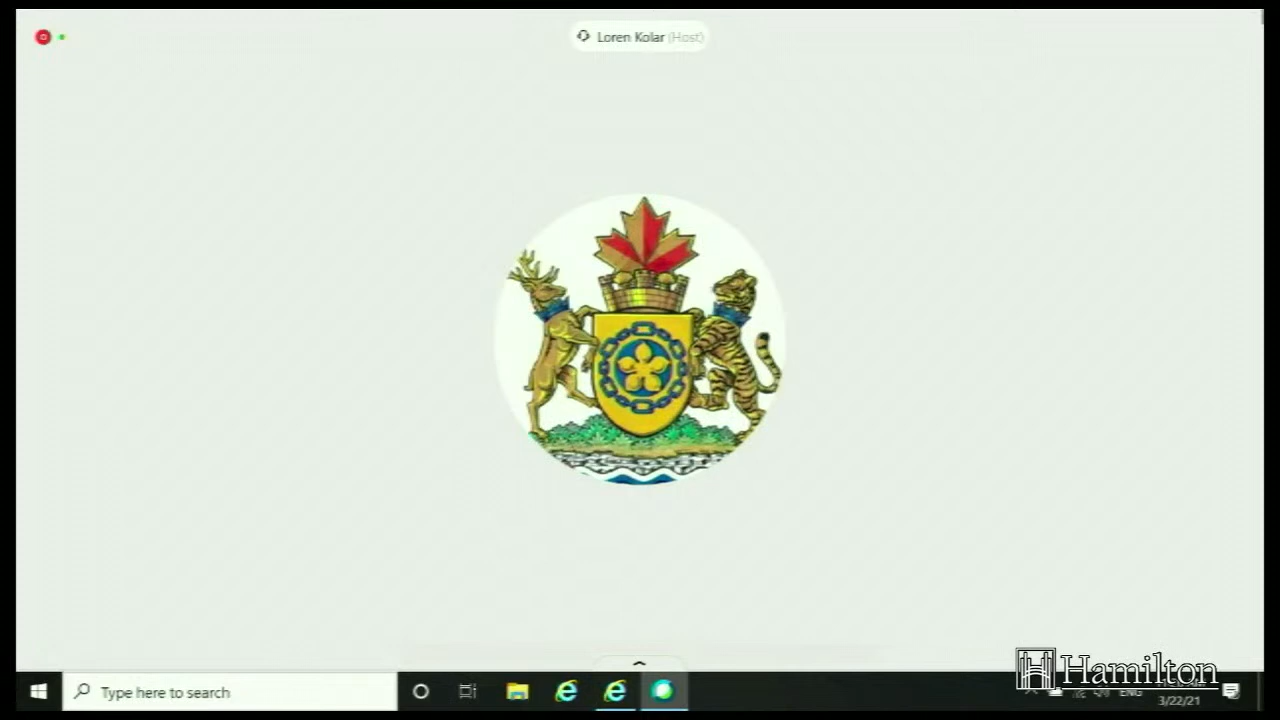 Loren Kolar (Host)
Hamilton
Type here to search
ENG
3/22/21